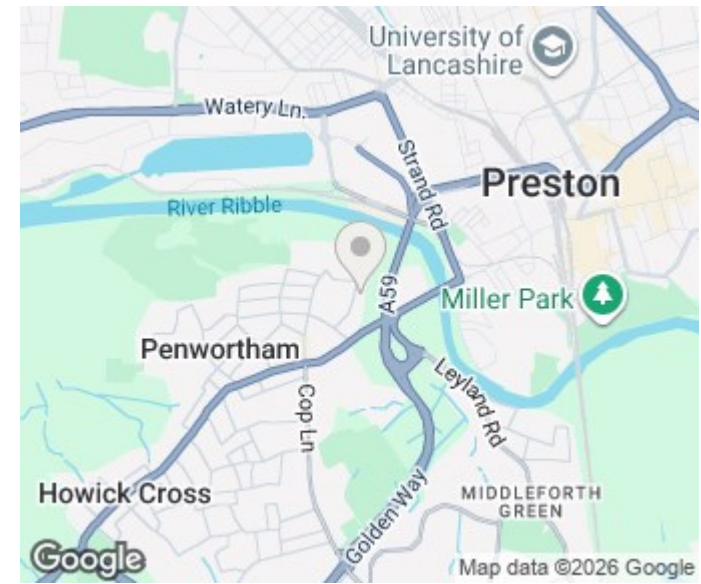 University of
Lancashire
Watery Ln.
Strand Rd
Preston
River Ribble
A59
Miller Park
Penwortham
Leyland Rd
Cop Ln
Howick Cross
Golden Way
MIDDLEFORTH
GREEN
Google
Map data ©2026 Google